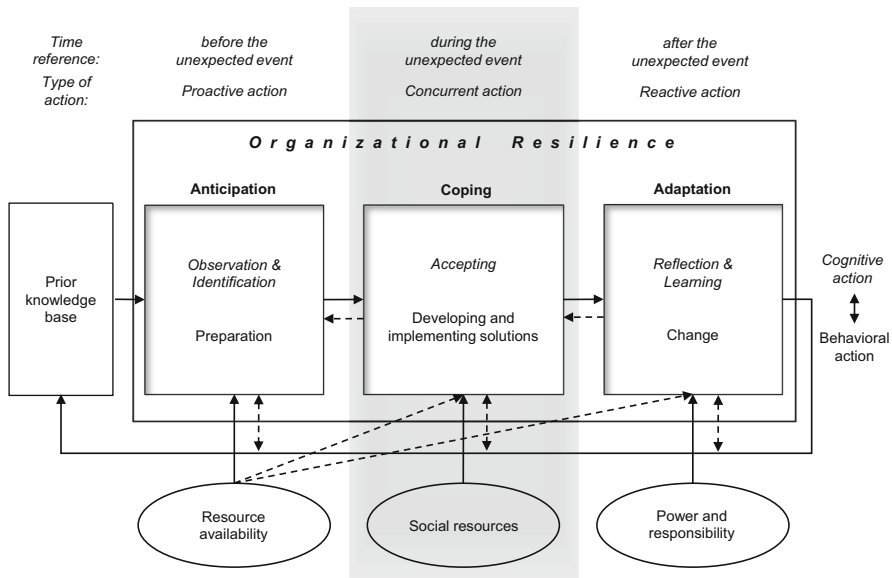 Time reference:
before the unexpected event
during the unexpected event
after the unexpected event
Type of action:
Proactive action
Concurrent action
Reactive action
Organizational Resilience
Anticipation
Coping
Adaptation
Prior
knowledge
base
Observation &
Identification
Preparation
Accepting
Developing and
implementing solutions
Reflection &
Learning
Change
Cognitive
action
Behavioral
action
Resource
availability
Social resources
Power and
responsibility